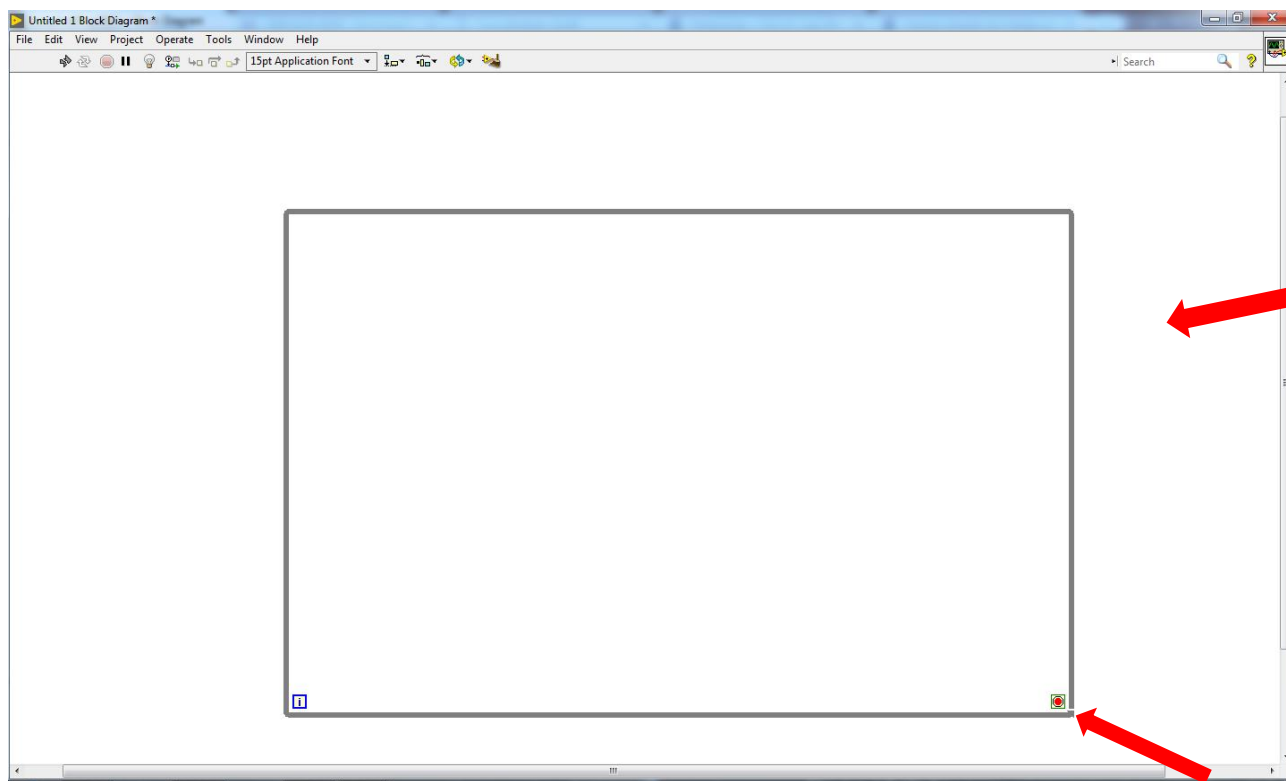 Untitled 1 Block Diagram *
File Edit View Project Operate Tools Window Help
15pt Application Font
Search
i